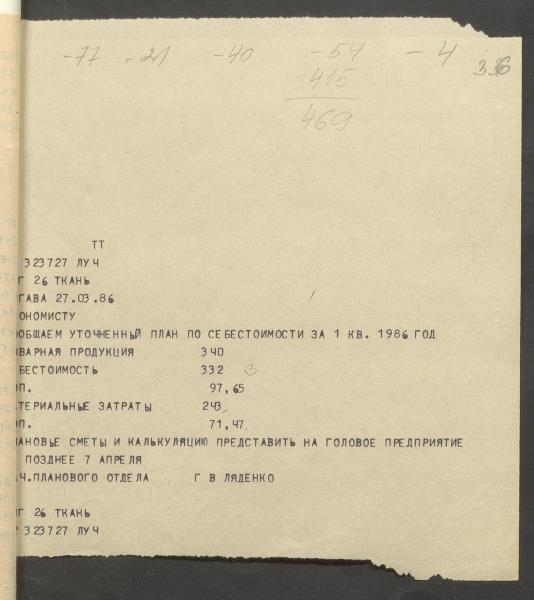 -77 -21 -40 -54 -4
415 336
469
ТТ
323727 ЛУЧ
Г 26 ТКАНЬ
ГАВА 27.03.86
ОНОМИСТУ
ООБЩАЕМ УТОЧНЕННЫЙ ПЛАН ПО СЕБЕСТОИМОСТИ ЗА 1 КВ. 1986 ГОД
ОВАРНАЯ ПРОДУКЦИЯ 340
БЕСТОИМОСТЬ 332 3
ОП. 97,65
АТЕРИАЛЬНЫЕ ЗАТРАТЫ 243,
ОП. 71,47
ЛАНОВЫЕ СМЕТЫ И КАЛЬКУЛЯЦИЮ ПРЕДСТАВИТЬ НА ГОЛОВОЕ ПРЕДПРИЯТИЕ
ПОЗДНЕЕ 7 АПРЕЛЯ
Ч.ПЛАНОВОГО ОТДЕЛА Г В ЛЯДЕНКО
Г 26 ТКАНЬ
323727 ЛУЧ